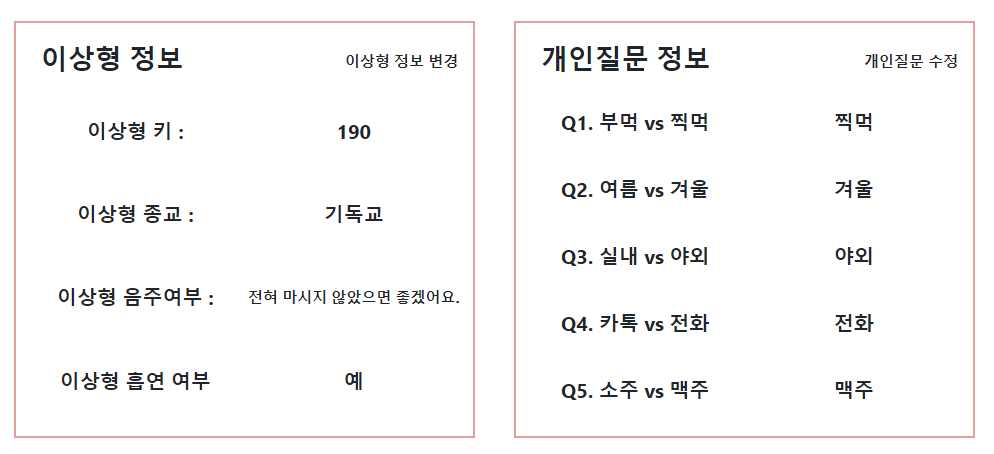 이상형 정보 이상형 정보 변경
이상형 키 : 190
이상형 종교 : 기독교
이상형 음주여부 : 전혀 마시지 않았으면 좋겠어요.
이상형 흡연 여부 예
개인질문 정보 개인질문 수정
Q1. 부먹 vs 찍먹 찍먹
Q2. 여름 vs 겨울 겨울
Q3. 실내 vs 야외 야외
Q4. 카톡 vs 전화 전화
Q5. 소주 vs 맥주 맥주